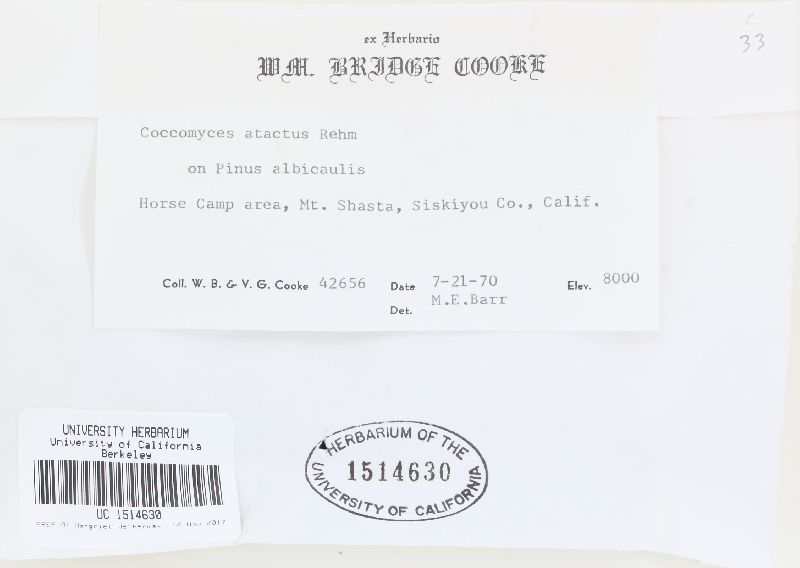 C
33
ex Herbario
WM. BRIDGE COOKE
Coccomyces atactus Rehm
on Pinus albicaulis
Horse Camp area, Mt. Shasta, Siskiyou Co., Calif.
Coll. W. B. & V. G. Cooke 42656 Date 7-21-70 Elev. 8000
Det. M.E.Barr
UNIVERSITY HERBARIUM
University of California
Berkeley
UC 1514630
HERBARIUM OF THE
1514630
UNIVERSITY OF CALIFORNIA